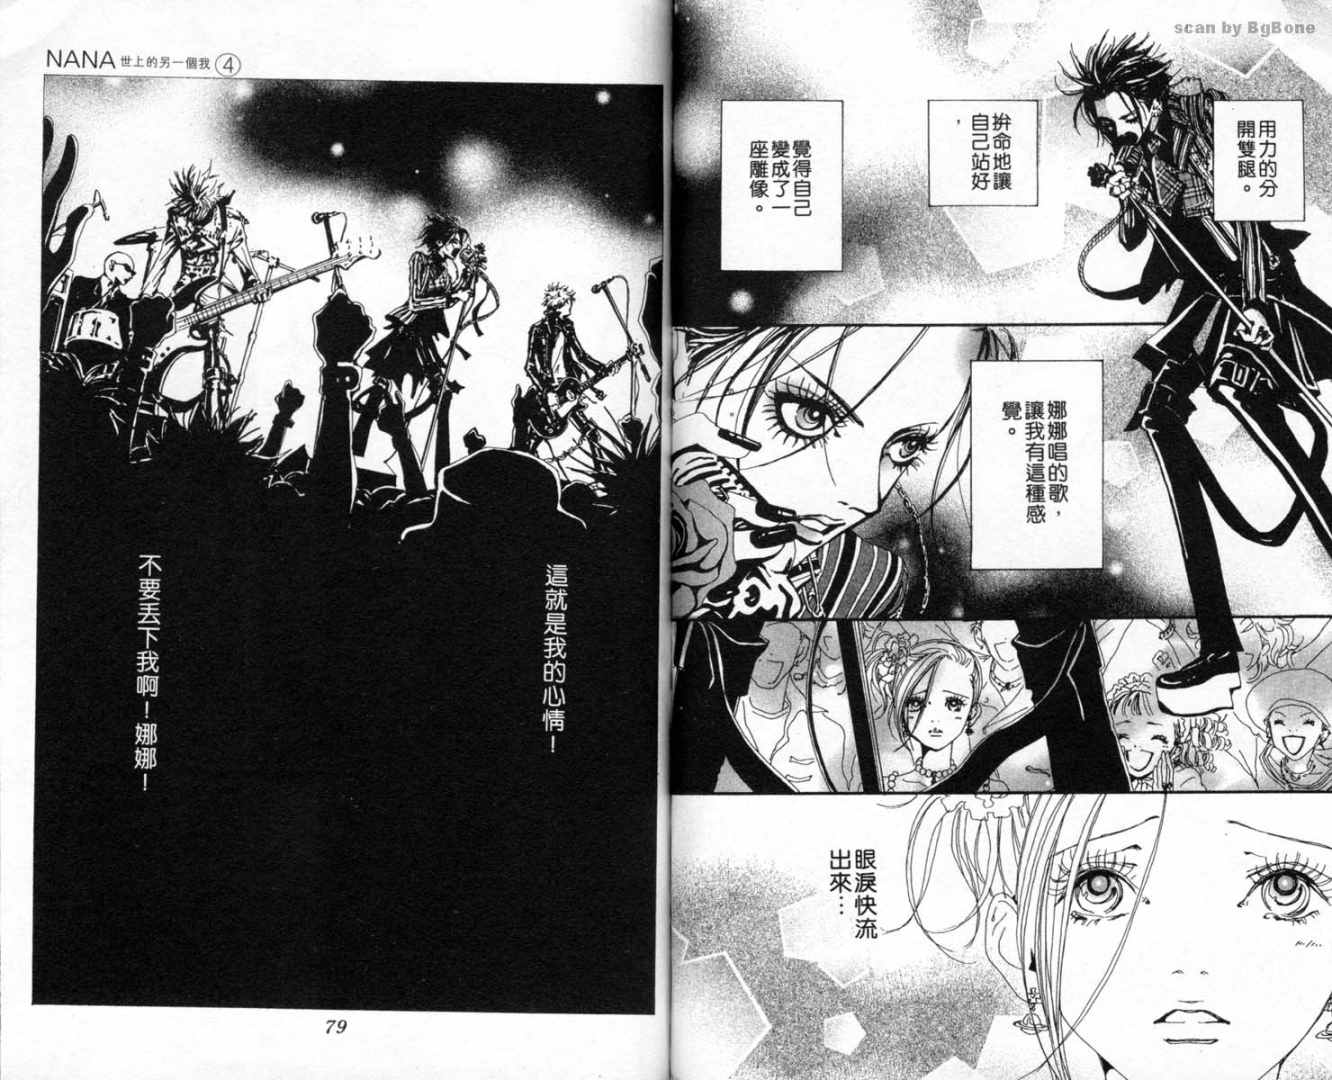 scan by BgBone
用力的分
開雙腿。
拚命地讓
自己站好
，
覺得自己
變成了一
座雕像。
娜娜唱的歌，
讓我有這種感
覺。
眼淚快流
出來…
NANA 世上的另一個我 ④
這就是我的心情！
不要丟下我啊！娜娜！
79